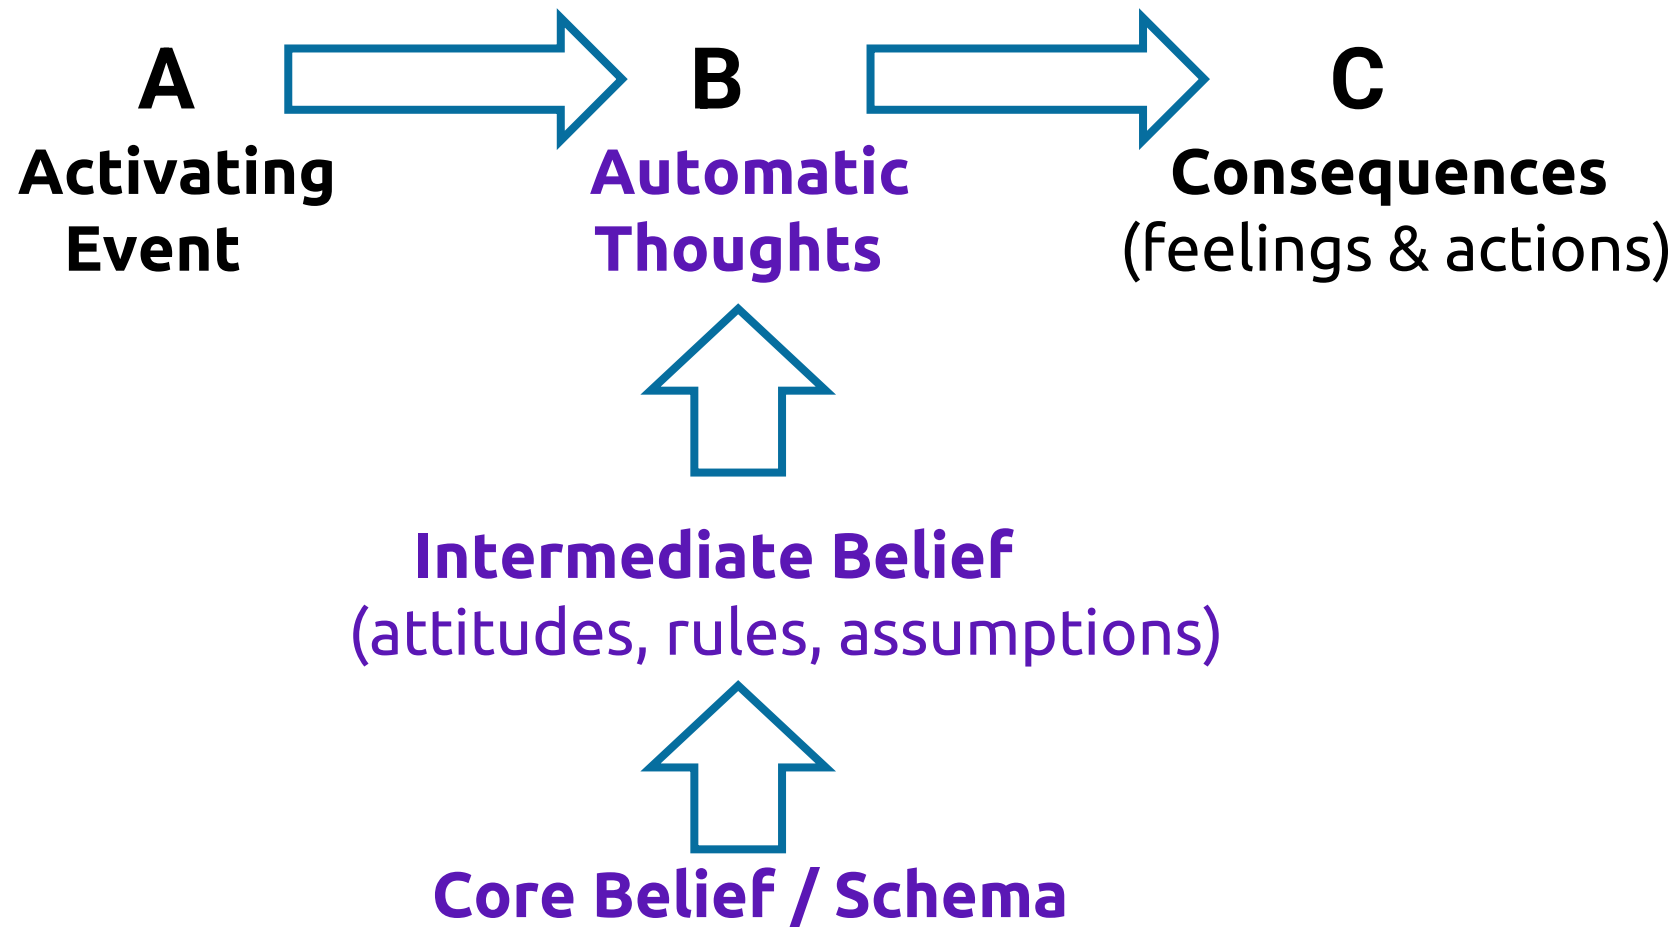 A B C
Activating Automatic Consequences
Event Thoughts (feelings & actions)
Intermediate Belief
(attitudes, rules, assumptions)
Core Belief / Schema